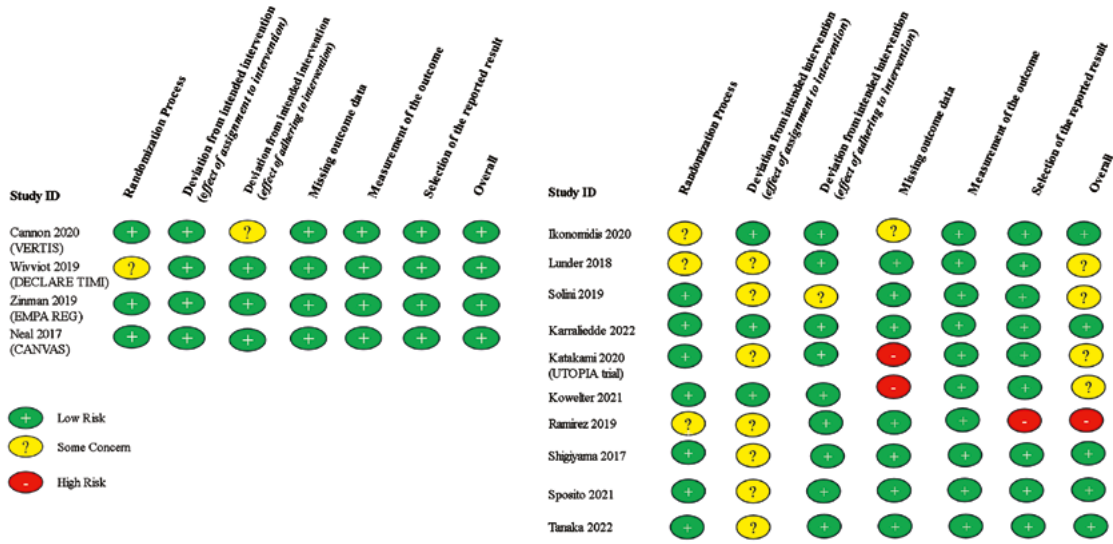 Randomization Process
Deviation from intended intervention
(effect of assignment to intervention)
Deviation from intended intervention
(effect of adhering to intervention)
Missing outcome data
Measurement of the outcome
Selection of the reported result
Overall
Study ID
Cannon 2020
(VERTIS)
+ + ? + + + +
Wivviot 2019
(DECLARE TIMI)
? + + + + + +
Zinman 2019
(EMPA REG)
+ + + + + + +
Neal 2017
(CANVAS)
+ + + + + + +
+ Low Risk
? Some Concern
- High Risk
Randomization Process
Deviation from intended intervention
(effect of assignment to intervention)
Deviation from intended intervention
(effect of adhering to intervention)
Missing outcome data
Measurement of the outcome
Selection of the reported result
Overall
Study ID
Ikonomidis 2020 ? + + ? + + +
Lunder 2018 ? ? + + + + ?
Solini 2019 + ? ? + + + ?
Karraliedde 2022 + + + + + + +
Katakami 2020
(UTOPIA trial)
+ ? + - + + ?
Kowelter 2021 + + + - + + ?
Ramirez 2019 ? ? + + + - -
Shigiyama 2017 + ? + + + + +
Sposito 2021 + ? + + + + +
Tanaka 2022 + ? + + + + +